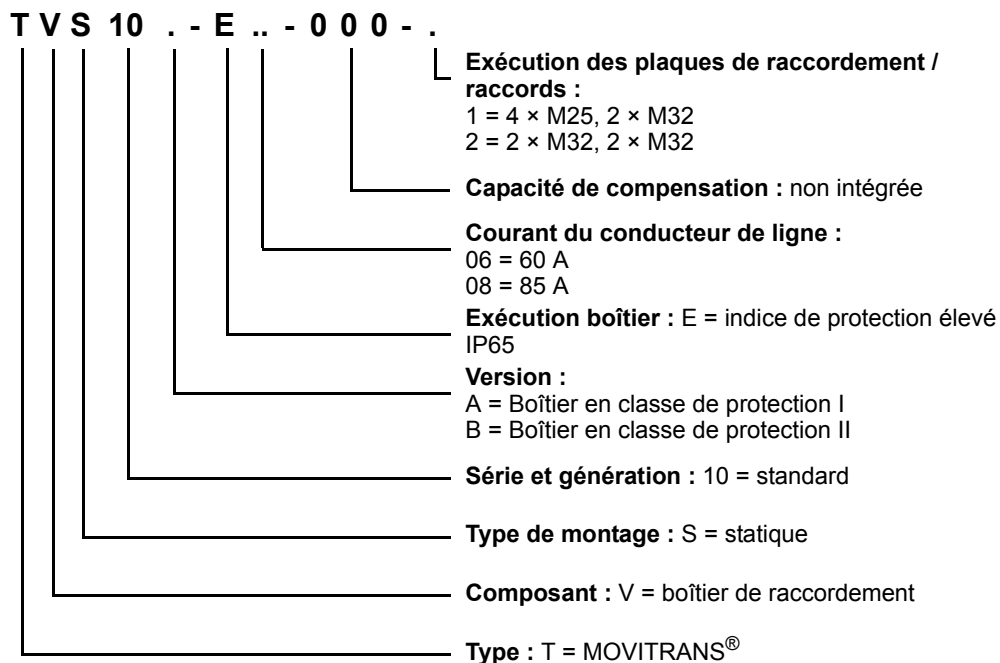 T V S 10 . - E .. - 0 0 0 - .
Exécution des plaques de raccordement /
raccords :
1 = 4 × M25, 2 × M32
2 = 2 × M32, 2 × M32
Capacité de compensation : non intégrée
Courant du conducteur de ligne :
06 = 60 A
08 = 85 A
Exécution boîtier : E = indice de protection élevé
IP65
Version :
A = Boîtier en classe de protection I
B = Boîtier en classe de protection II
Série et génération : 10 = standard
Type de montage : S = statique
Composant : V = boîtier de raccordement
Type : T = MOVITRANS®